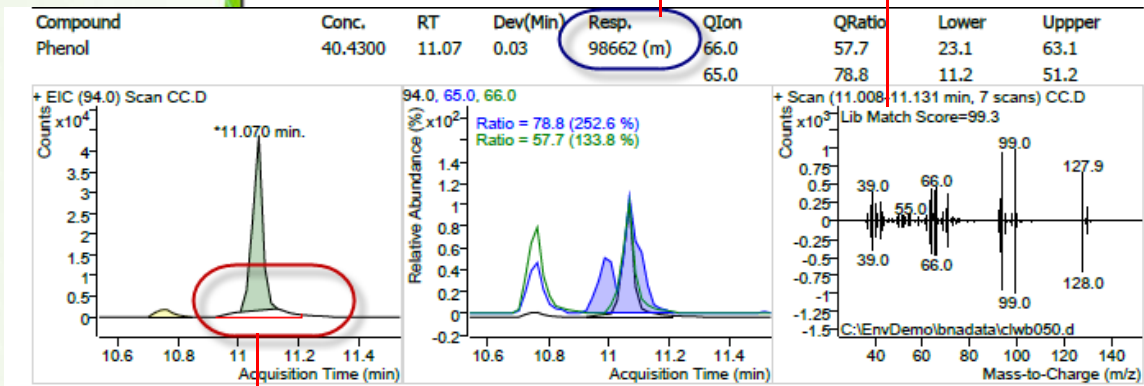 Compound Conc. RT Dev(Min) Resp. QIon QRatio Lower Uppper
Phenol 40.4300 11.07 0.03 98662 (m) 66.0 57.7 23.1 63.1
65.0 78.8 11.2 51.2
+ EIC (94.0) Scan CC.D
Counts
x10⁴
*11.070 min.
4
3.5
3
2.5
2
1.5
1
0.5
0
10.6 10.8 11 11.2 11.4
Acquisition Time (min)
94.0, 65.0, 66.0
Relative Abundance (%)
x10²
Ratio = 78.8 (252.6 %)
Ratio = 57.7 (133.8 %)
1.4
1.2
1
0.8
0.6
0.4
0.2
0
-0.2
10.6 10.8 11 11.2 11.4
Acquisition Time (min)
+ Scan (11.008-11.131 min, 7 scans) CC.D
Counts
x10³
Lib Match Score=99.3
1
0.75
0.5
0.25
0
-0.25
-0.5
-0.75
-1
-1.25
-1.5
39.0
55.0
66.0
99.0
127.9
39.0
66.0
99.0
128.0
C:\EnvDemo\bnadata\clwb050.d
40 60 80 100 120 140
Mass-to-Charge (m/z)